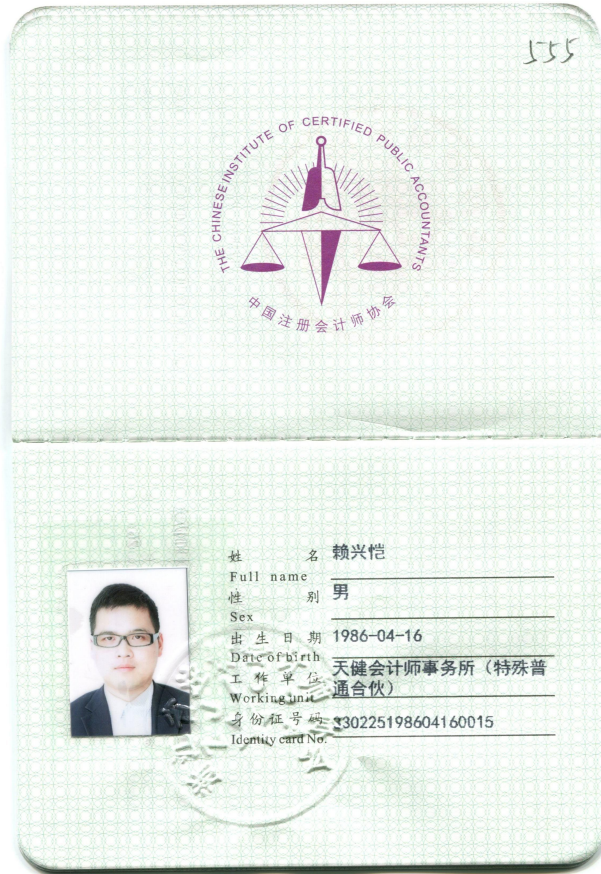 555
THE CHINESE INSTITUTE OF CERTIFIED PUBLIC ACCOUNTANTS
中国注册会计师协会
姓 名 赖兴恺
Full name
性 别 男
Sex
出生日期 1986-04-16
Date of birth
工作单位 天健会计师事务所（特殊普
通合伙）
Working unit
身份证号码 330225198604160015
Identity card No.